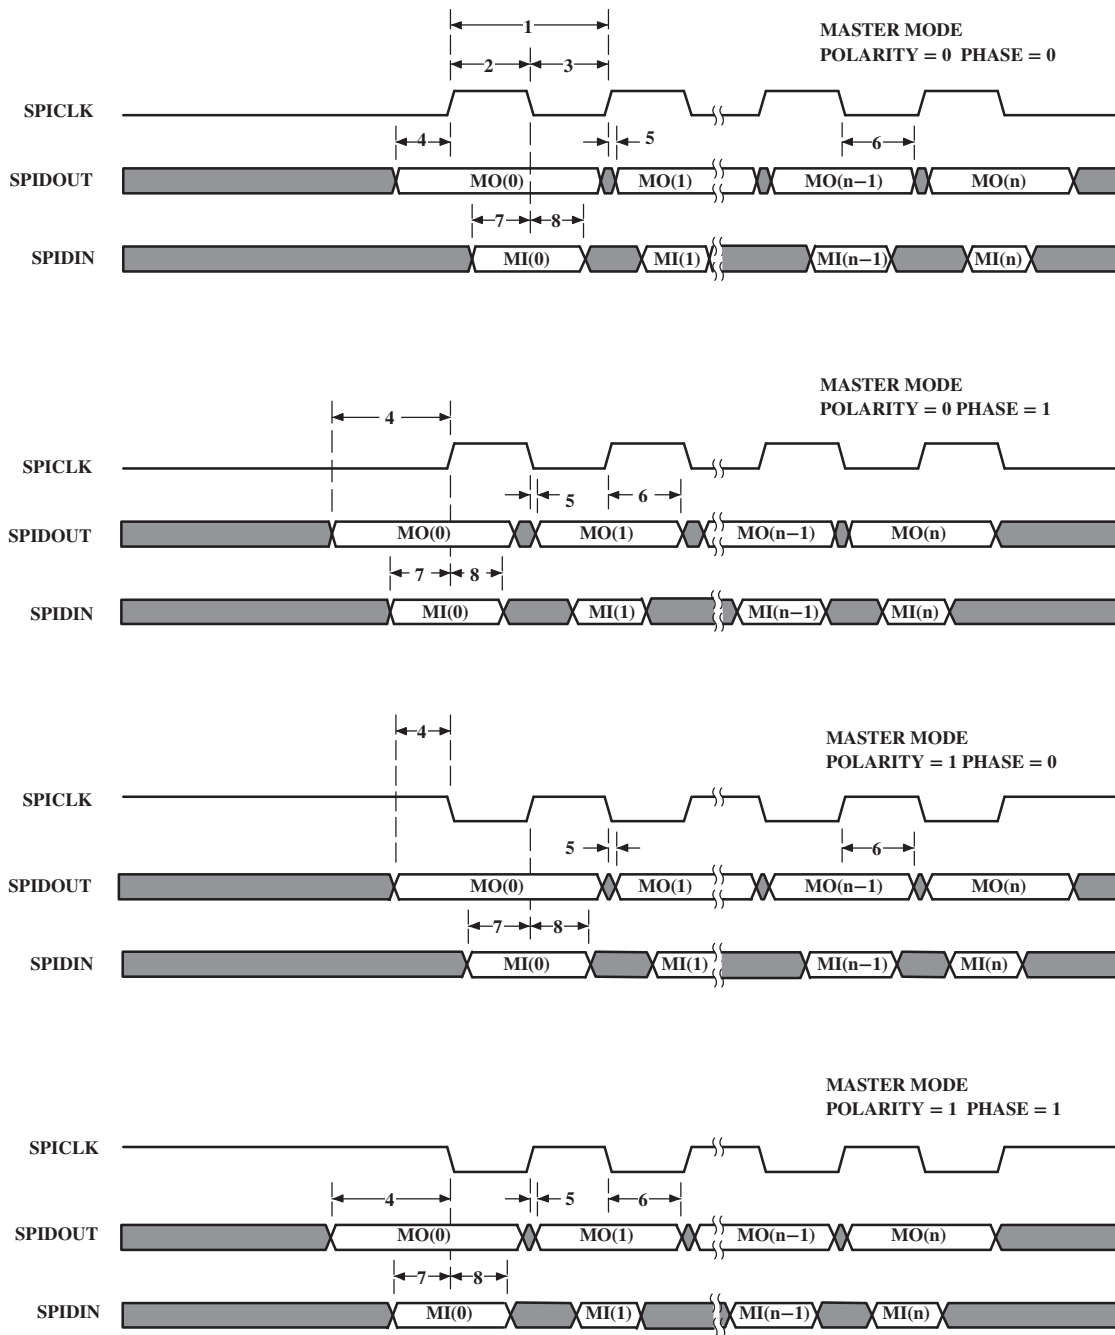 1
MASTER MODE
POLARITY = 0 PHASE = 0
2 3
SPICLK
4 5 6
SPIDOUT MO(0) MO(1) MO(n−1) MO(n)
7 8
SPIDIN MI(0) MI(1) MI(n−1) MI(n)
MASTER MODE
POLARITY = 0 PHASE = 1
4
SPICLK
5 6
SPIDOUT MO(0) MO(1) MO(n−1) MO(n)
7 8
SPIDIN MI(0) MI(1) MI(n−1) MI(n)
4
MASTER MODE
POLARITY = 1 PHASE = 0
SPICLK
5 6
SPIDOUT MO(0) MO(1) MO(n−1) MO(n)
7 8
SPIDIN MI(0) MI(1) MI(n−1) MI(n)
MASTER MODE
POLARITY = 1 PHASE = 1
SPICLK
4 5 6
SPIDOUT MO(0) MO(1) MO(n−1) MO(n)
7 8
SPIDIN MI(0) MI(1) MI(n−1) MI(n)